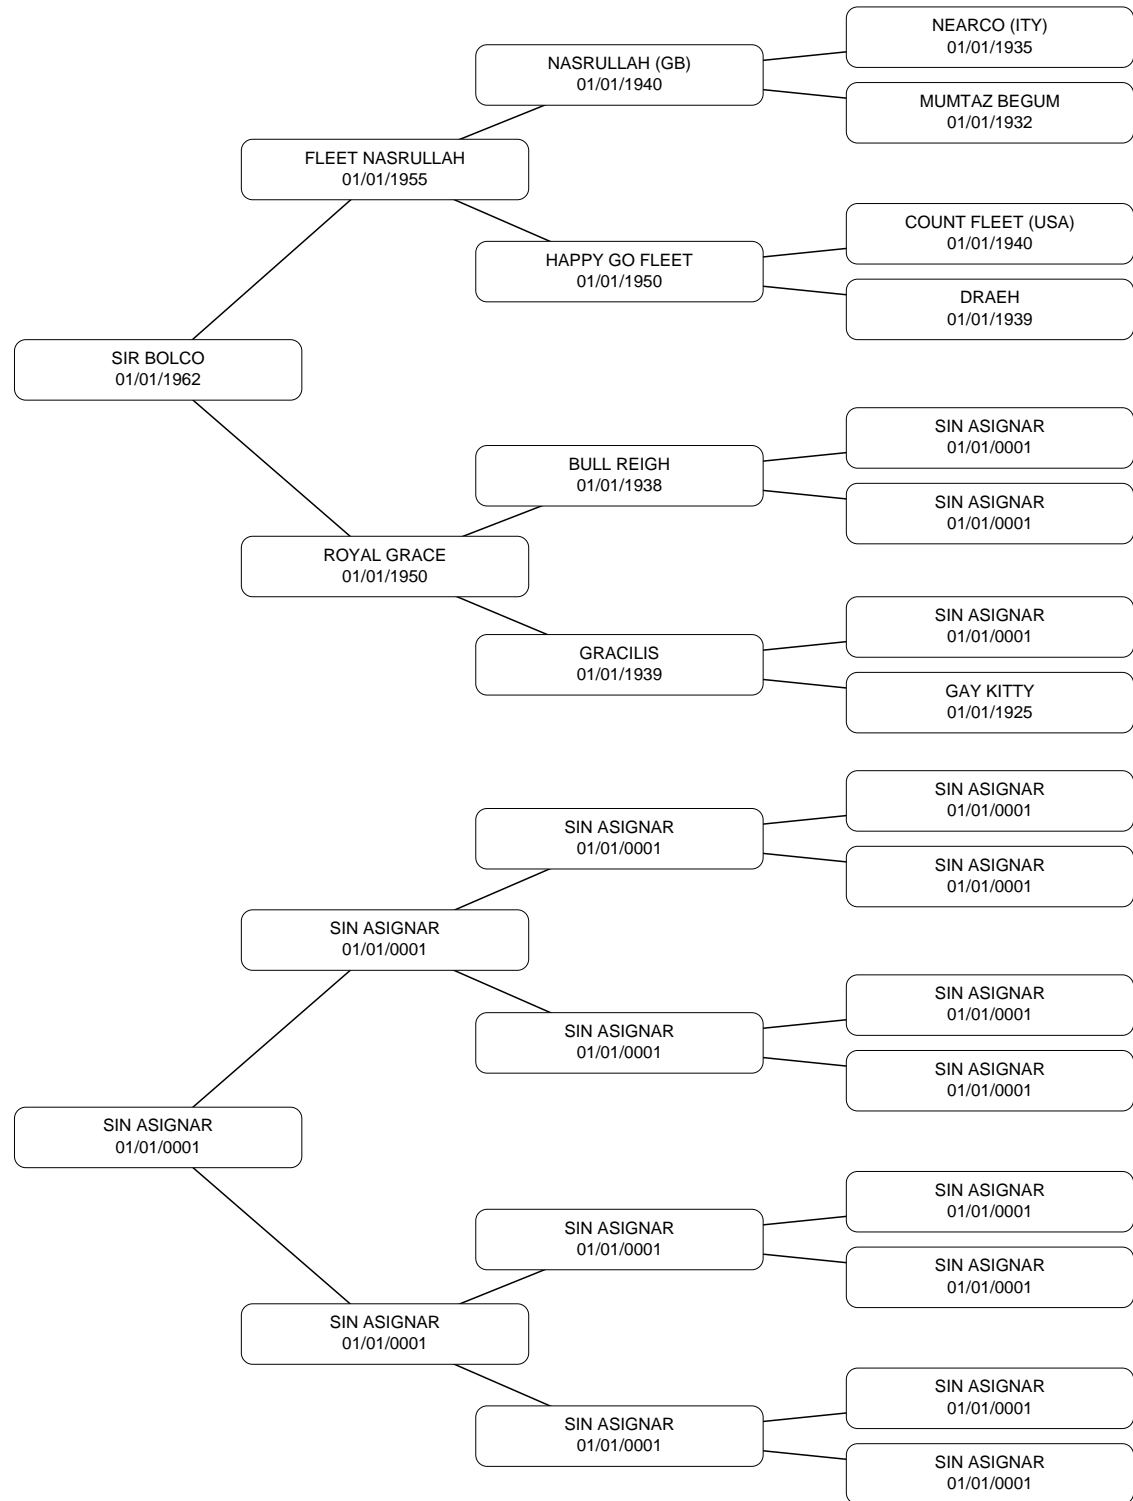 NEARCO (ITY)
01/01/1935
NASRULLAH (GB)
01/01/1940
MUMTAZ BEGUM
01/01/1932
FLEET NASRULLAH
01/01/1955
COUNT FLEET (USA)
01/01/1940
HAPPY GO FLEET
01/01/1950
DRAEH
01/01/1939
SIR BOLCO
01/01/1962
SIN ASIGNAR
01/01/0001
BULL REIGH
01/01/1938
SIN ASIGNAR
01/01/0001
ROYAL GRACE
01/01/1950
SIN ASIGNAR
01/01/0001
GRACILIS
01/01/1939
GAY KITTY
01/01/1925
SIN ASIGNAR
01/01/0001
SIN ASIGNAR
01/01/0001
SIN ASIGNAR
01/01/0001
SIN ASIGNAR
01/01/0001
SIN ASIGNAR
01/01/0001
SIN ASIGNAR
01/01/0001
SIN ASIGNAR
01/01/0001
SIN ASIGNAR
01/01/0001
SIN ASIGNAR
01/01/0001
SIN ASIGNAR
01/01/0001
SIN ASIGNAR
01/01/0001
SIN ASIGNAR
01/01/0001
SIN ASIGNAR
01/01/0001
SIN ASIGNAR
01/01/0001
SIN ASIGNAR
01/01/0001